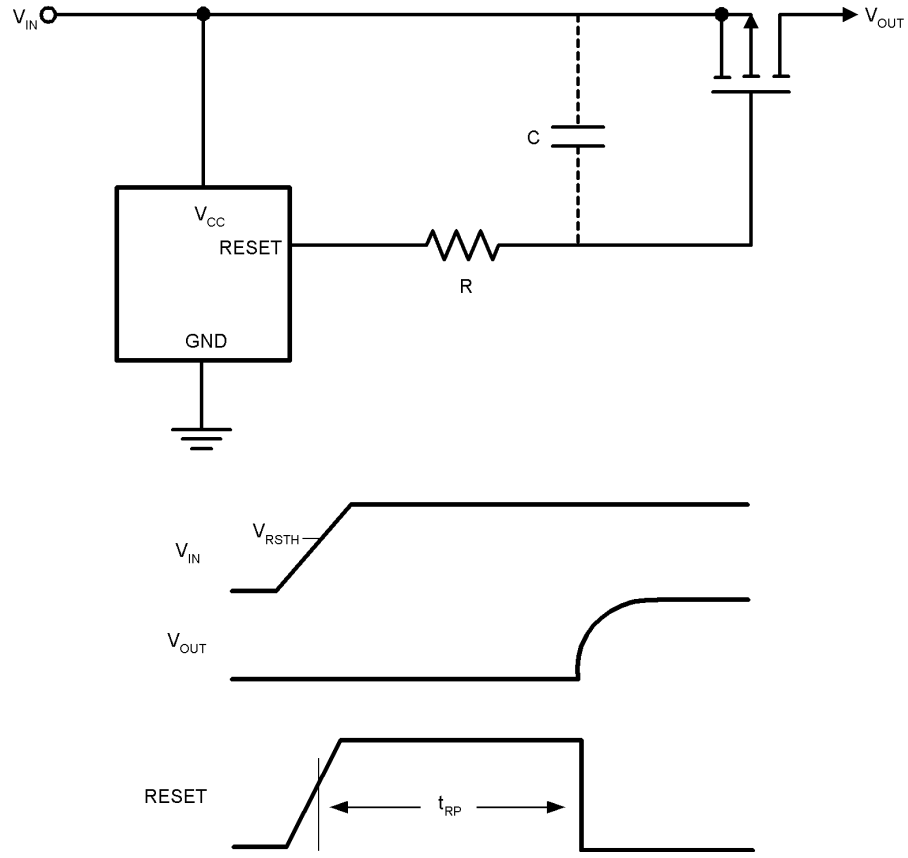 V_IN
V_OUT
C
V_CC
RESET
R
GND
V_RSTH
V_IN
V_OUT
RESET
t_RP